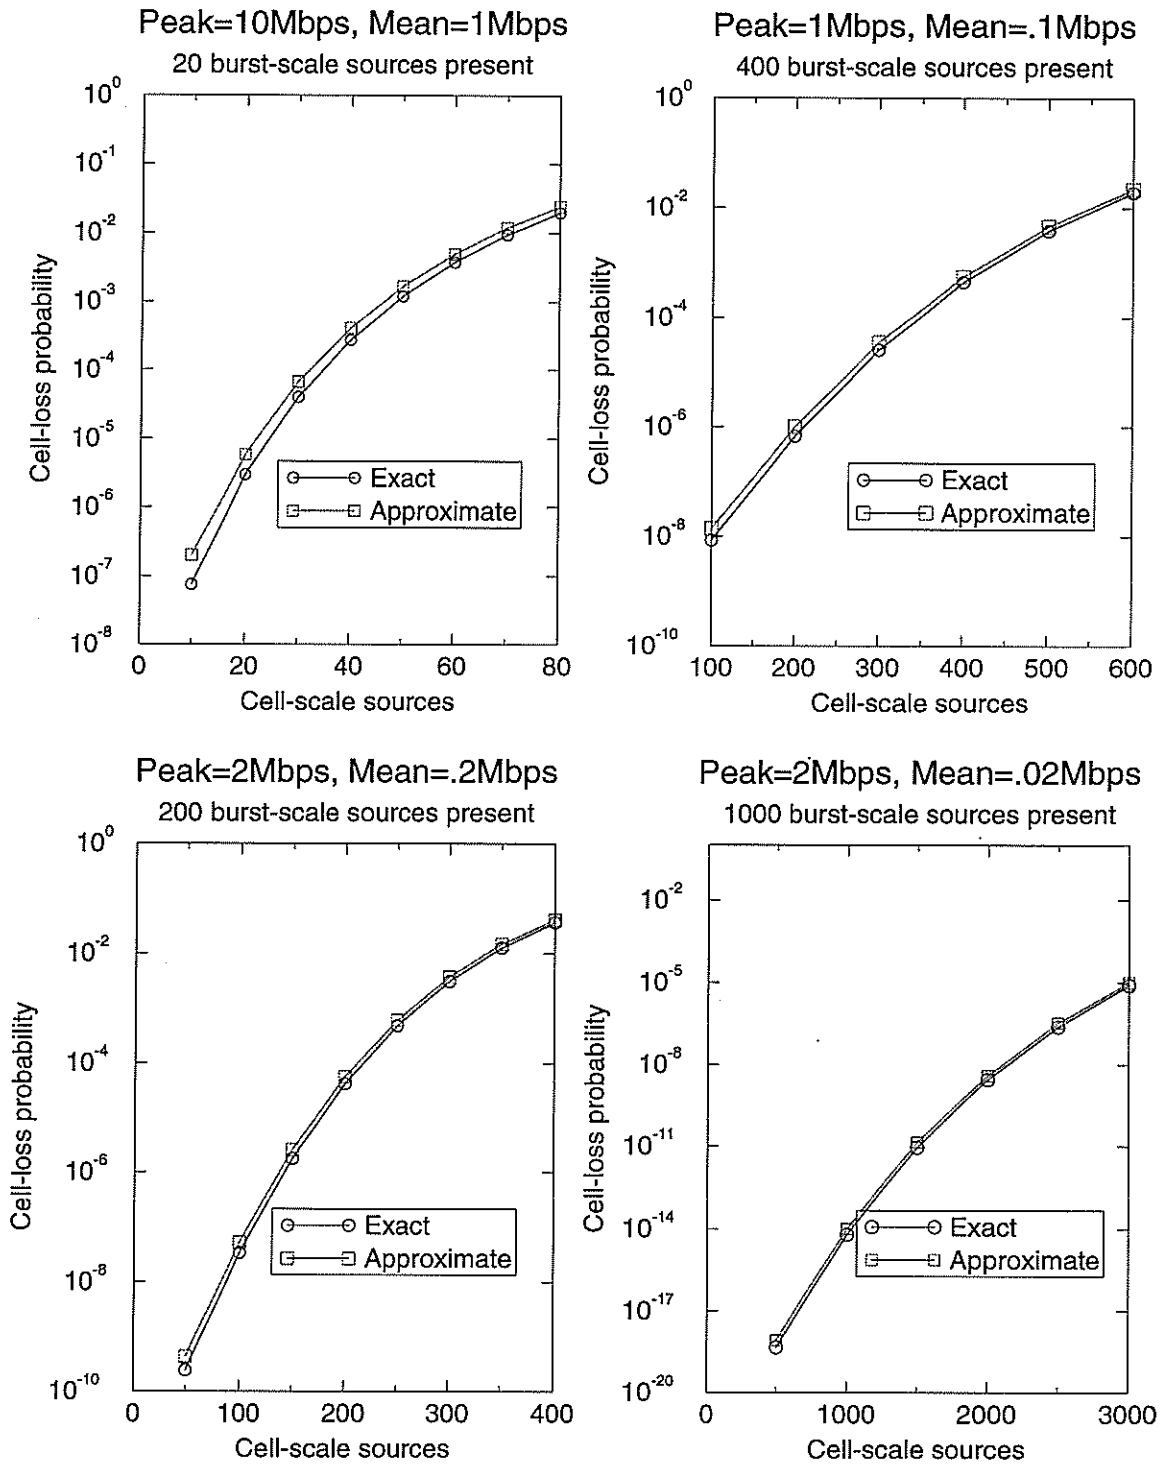 Peak=10Mbps, Mean=1Mbps
20 burst-scale sources present
10^0
10^-1
10^-2
10^-3
10^-4
10^-5
10^-6
10^-7
10^-8
Cell-loss probability
Exact
Approximate
0 20 40 60 80
Cell-scale sources
Peak=1Mbps, Mean=.1Mbps
400 burst-scale sources present
10^0
10^-2
10^-4
10^-6
10^-8
10^-10
Cell-loss probability
Exact
Approximate
100 200 300 400 500 600
Cell-scale sources
Peak=2Mbps, Mean=.2Mbps
200 burst-scale sources present
10^0
10^-2
10^-4
10^-6
10^-8
10^-10
Cell-loss probability
Exact
Approximate
0 100 200 300 400
Cell-scale sources
Peak=2Mbps, Mean=.02Mbps
1000 burst-scale sources present
10^-2
10^-5
10^-8
10^-11
10^-14
10^-17
10^-20
Cell-loss probability
Exact
Approximate
0 1000 2000 3000
Cell-scale sources